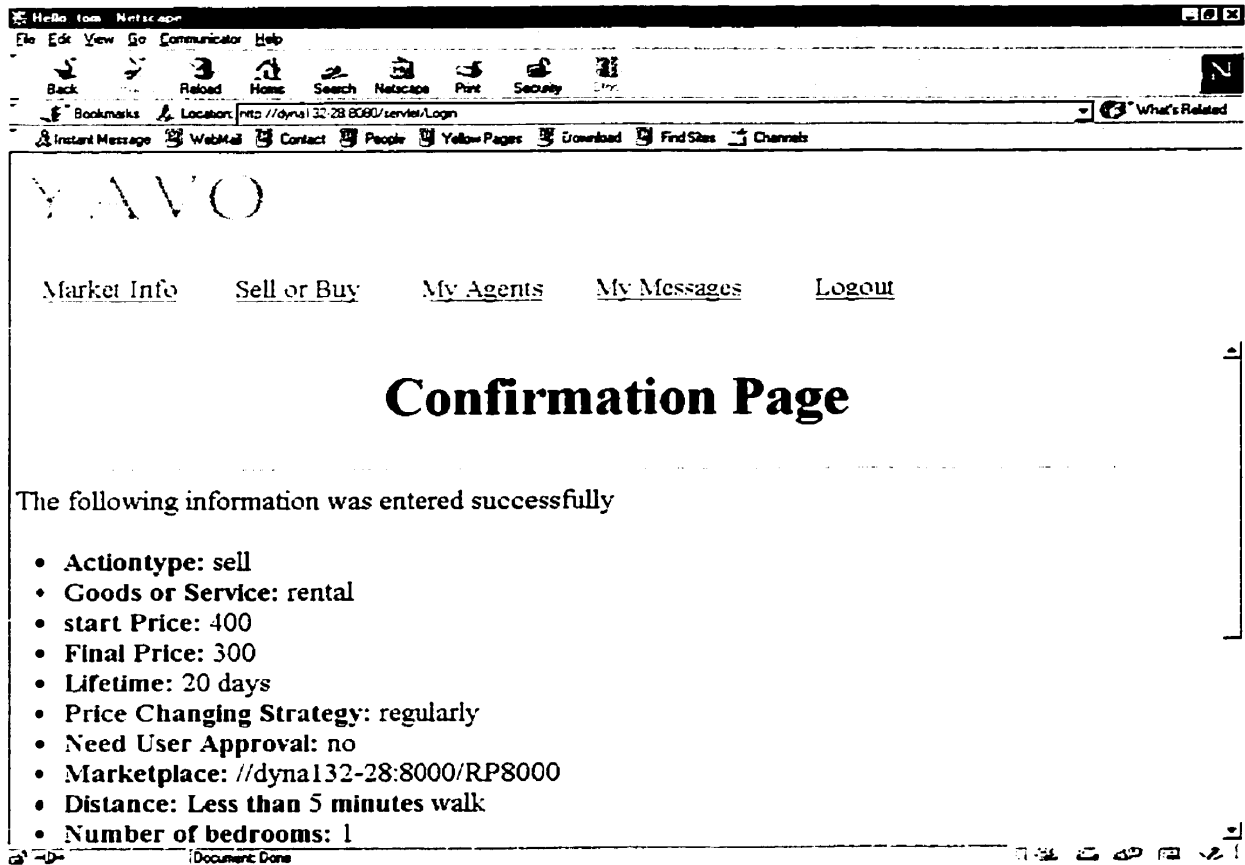 Hello tom Netscape
File Edit View Go Communicator Help
Back Reload Home Search Netscape Print Security
Bookmarks Location: http://dyna132-28:8080/servlet/Login What's Related
Instant Message WebMail Contact People Yellow Pages Download Find Sites Channels
YAVO
Market Info Sell or Buy My Agents My Messages Logout
Confirmation Page
The following information was entered successfully
• Actiontype: sell
• Goods or Service: rental
• start Price: 400
• Final Price: 300
• Lifetime: 20 days
• Price Changing Strategy: regularly
• Need User Approval: no
• Marketplace: //dyna132-28:8000/RP8000
• Distance: Less than 5 minutes walk
• Number of bedrooms: 1
Document: Done